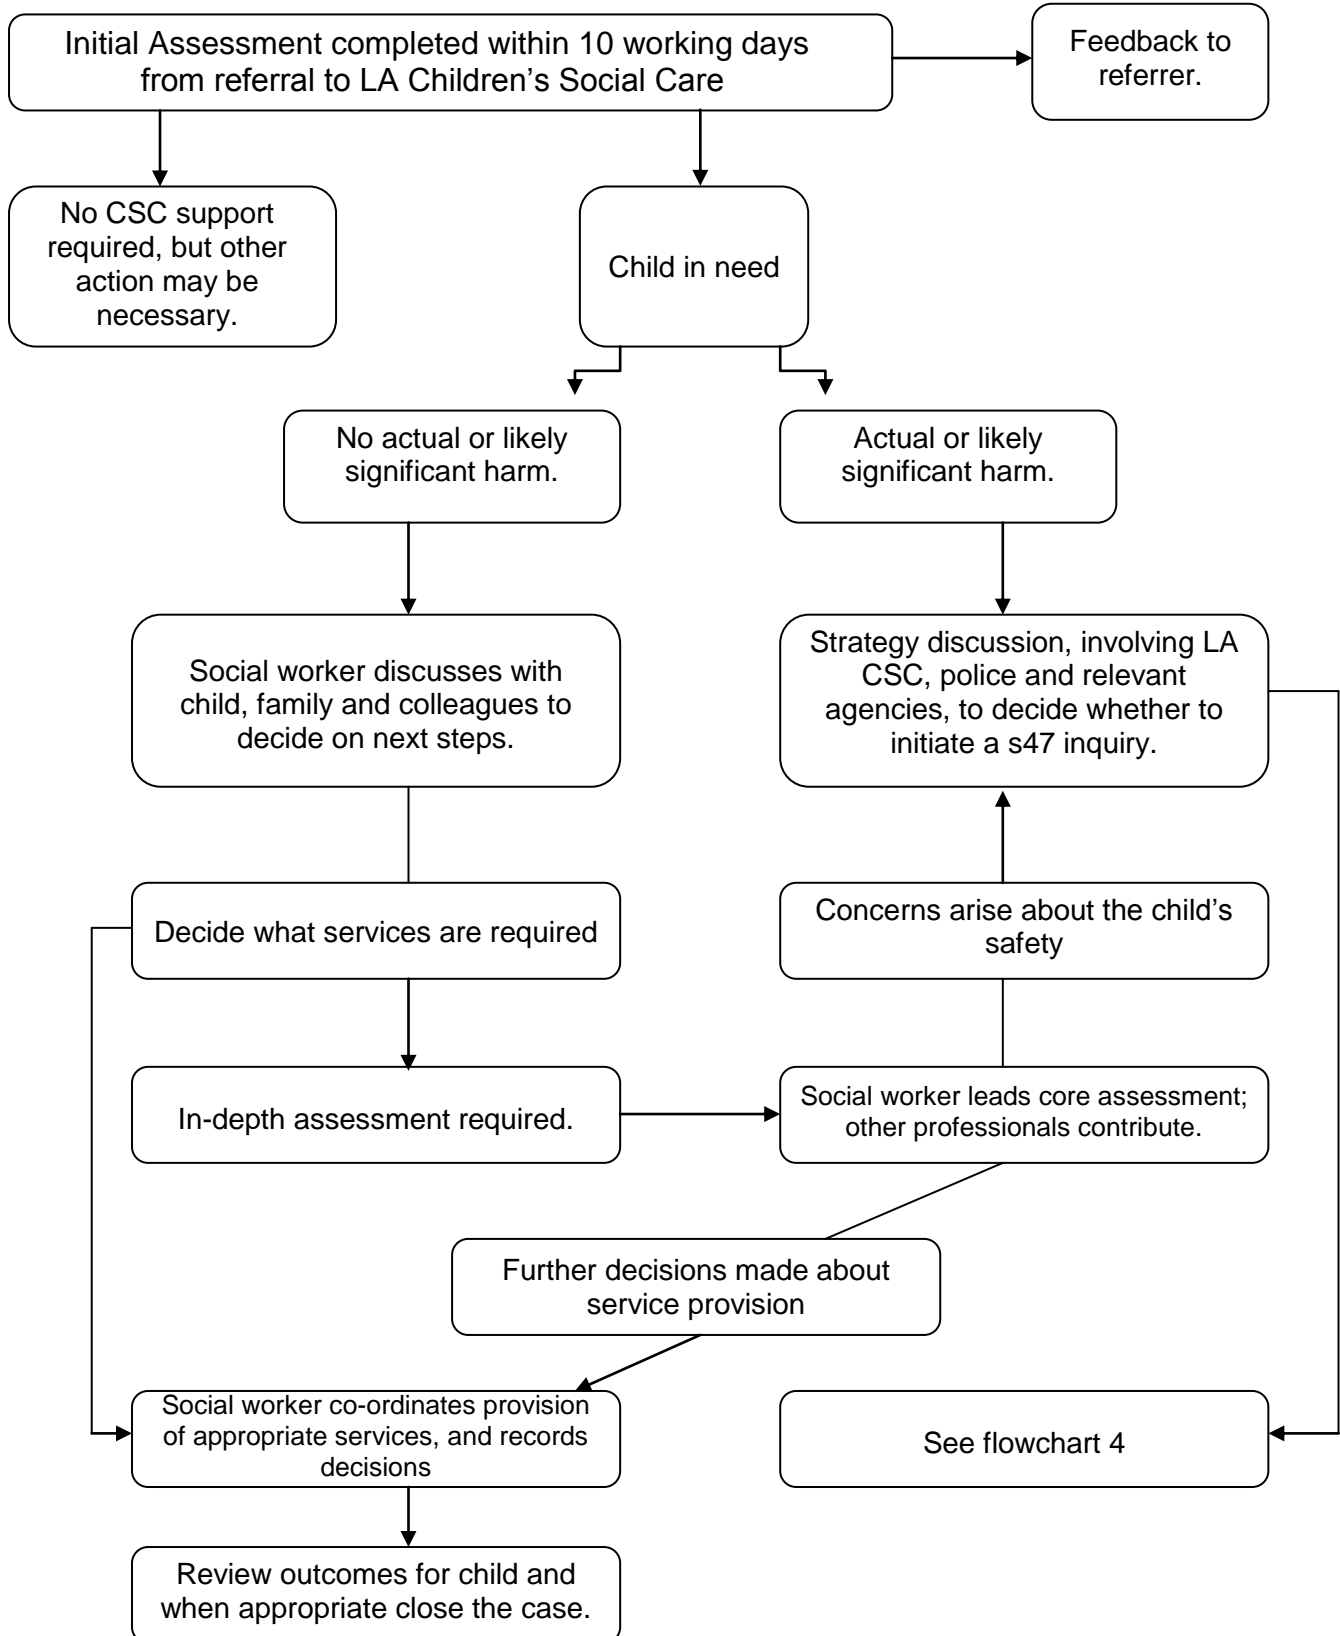 Initial Assessment completed within 10 working days
from referral to LA Children's Social Care
Feedback to
referrer.
No CSC support
required, but other
action may be
necessary.
Child in need
No actual or likely
significant harm.
Actual or likely
significant harm.
Social worker discusses with
child, family and colleagues to
decide on next steps.
Strategy discussion, involving LA
CSC, police and relevant
agencies, to decide whether to
initiate a s47 inquiry.
Decide what services are required
Concerns arise about the child's
safety
In-depth assessment required.
Social worker leads core assessment;
other professionals contribute.
Further decisions made about
service provision
Social worker co-ordinates provision
of appropriate services, and records
decisions
See flowchart 4
Review outcomes for child and
when appropriate close the case.